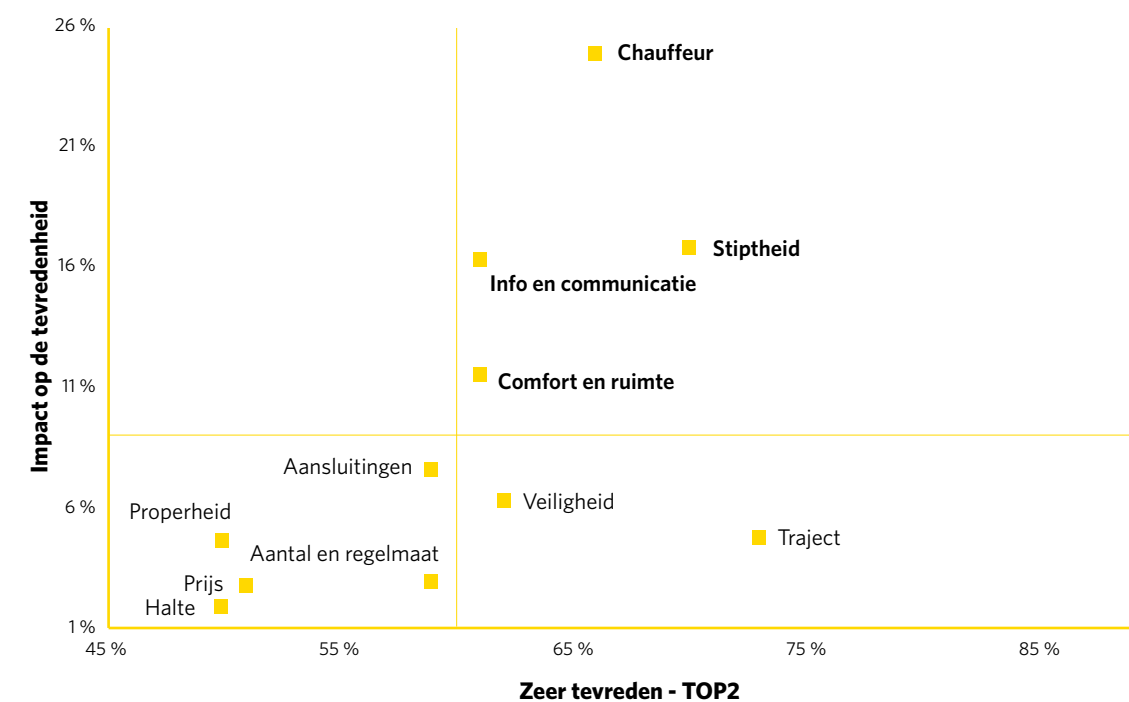 26 %
Chauffeur
21 %
Impact op de tevredenheid
Stiptheid
16 %
Info en communicatie
11 %
Comfort en ruimte
Aansluitingen
6 %
Veiligheid
Properheid
Traject
Aantal en regelmaat
Prijs
Halte
1 %
45 %
55 %
65 %
75 %
85 %
Zeer tevreden - TOP2